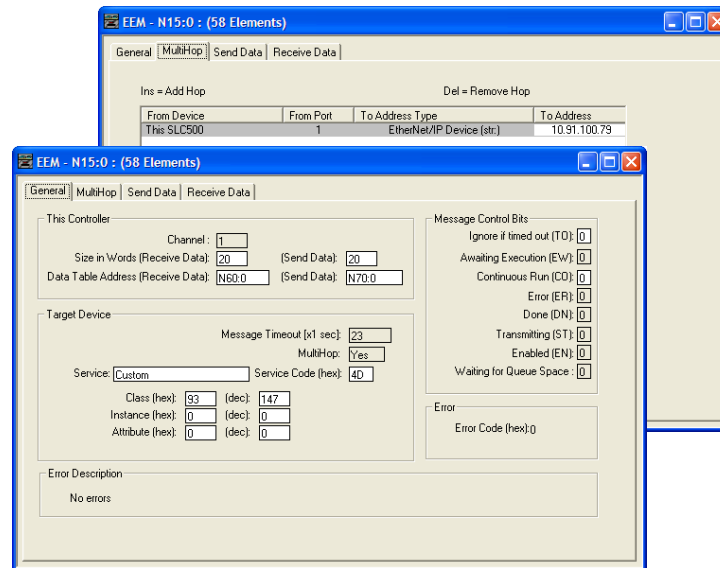 EEM - N15:0 : (58 Elements)
General MultiHop Send Data Receive Data
Ins = Add Hop Del = Remove Hop
From Device From Port To Address Type To Address
This SLC500 1 EtherNet/IP Device (str:) 10.91.100.79
EEM - N15:0 : (58 Elements)
General MultiHop Send Data Receive Data
This Controller
Channel : 1
Size in Words (Receive Data): 20 (Send Data): 20
Data Table Address (Receive Data): N60:0 (Send Data): N70:0
Target Device
Message Timeout [x1 sec]: 23
MultiHop: Yes
Service: Custom Service Code (hex): 4D
Class (hex): 93 (dec): 147
Instance (hex): 0 (dec): 0
Attribute (hex): 0 (dec): 0
Message Control Bits
Ignore if timed out (TO): 0
Awaiting Execution (EW): 0
Continuous Run (CO): 0
Error (ER): 0
Done (DN): 0
Transmitting (ST): 0
Enabled (EN): 0
Waiting for Queue Space : 0
Error
Error Code (hex):0
Error Description
No errors